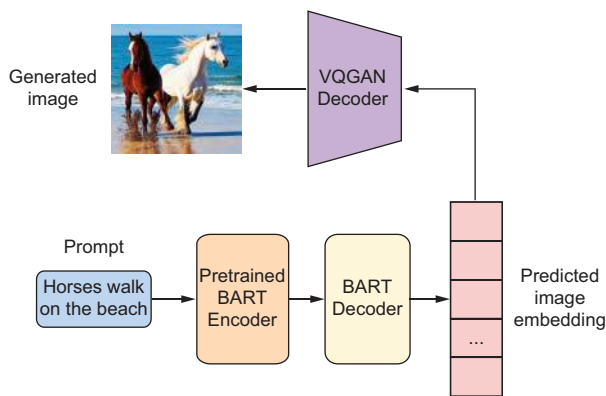 Generated
image
VQGAN
Decoder
Prompt
Horses walk
on the beach
Pretrained
BART
Encoder
BART
Decoder
...
Predicted
image
embedding